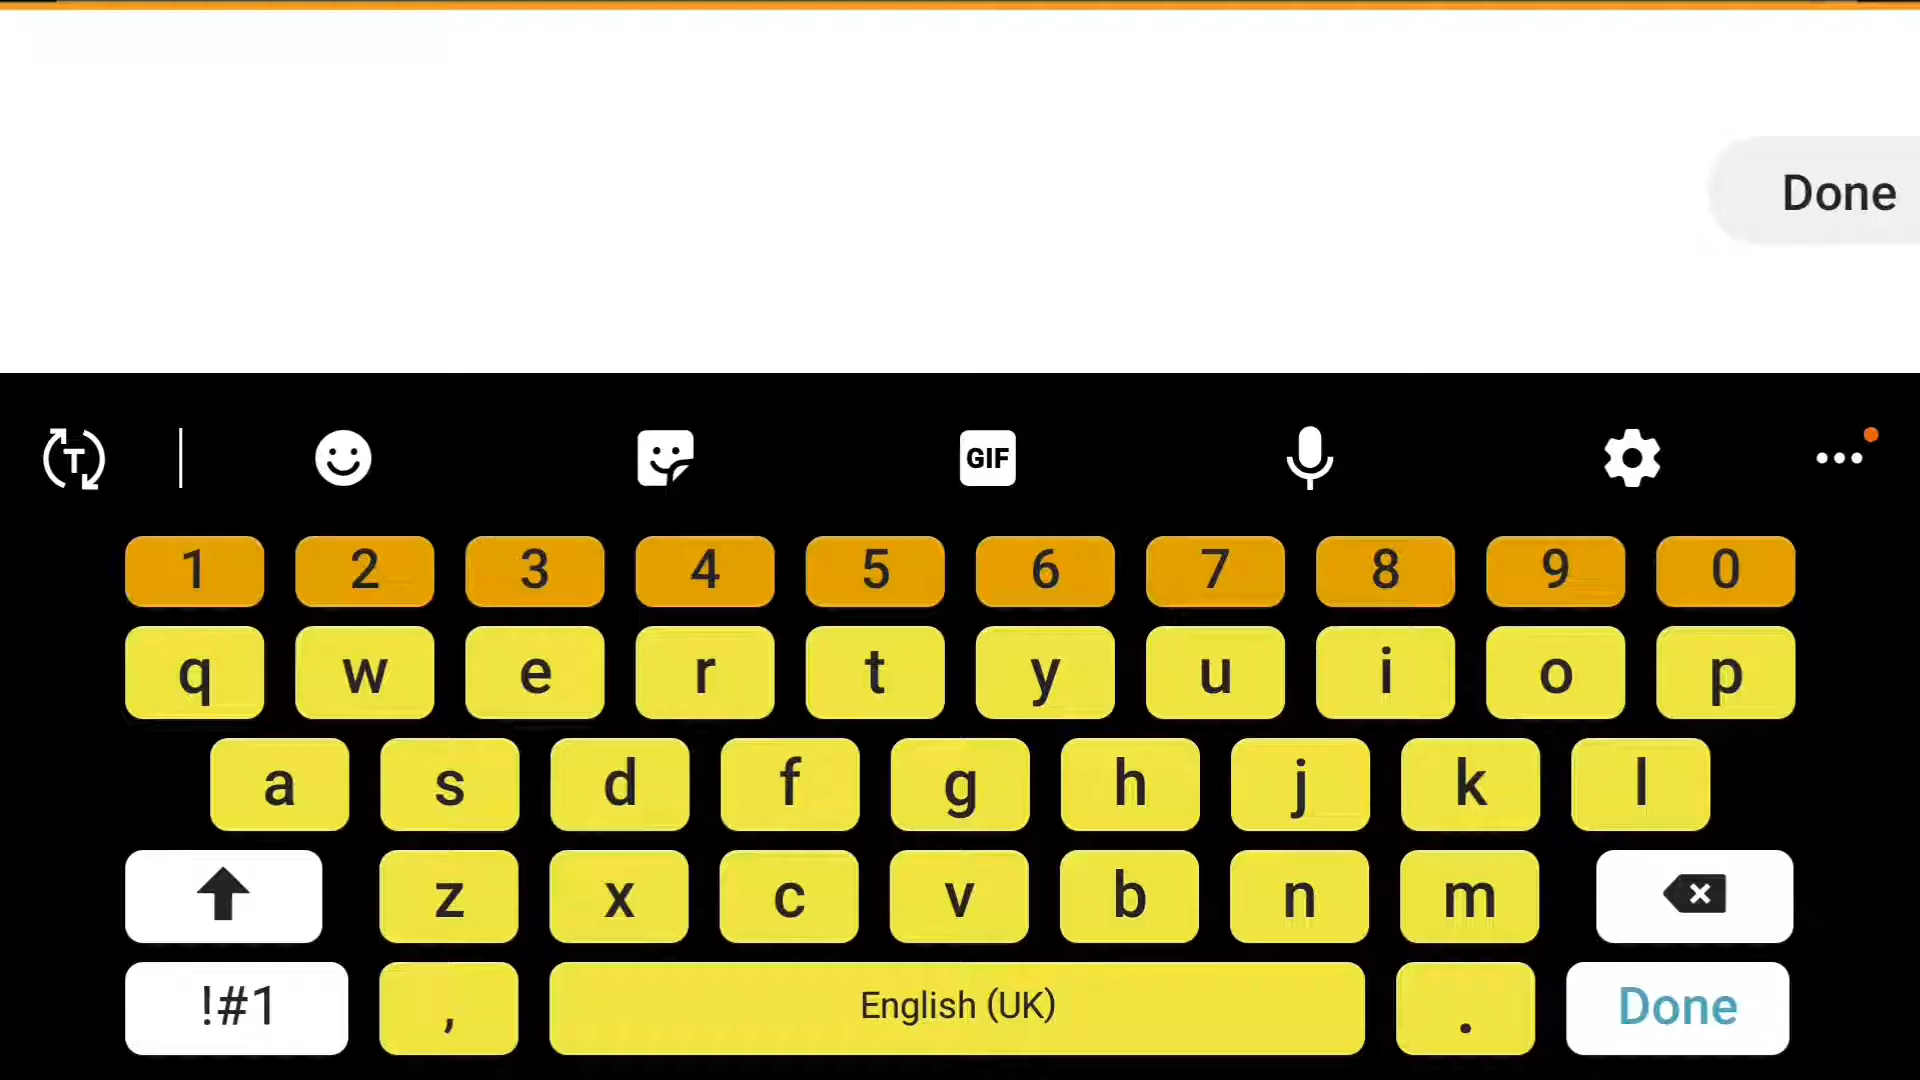 Done
T
GIF
1 2 3 4 5 6 7 8 9 0
q w e r t y u i o p
a s d f g h j k l
z x c v b n m
!#1 , English (UK) . Done